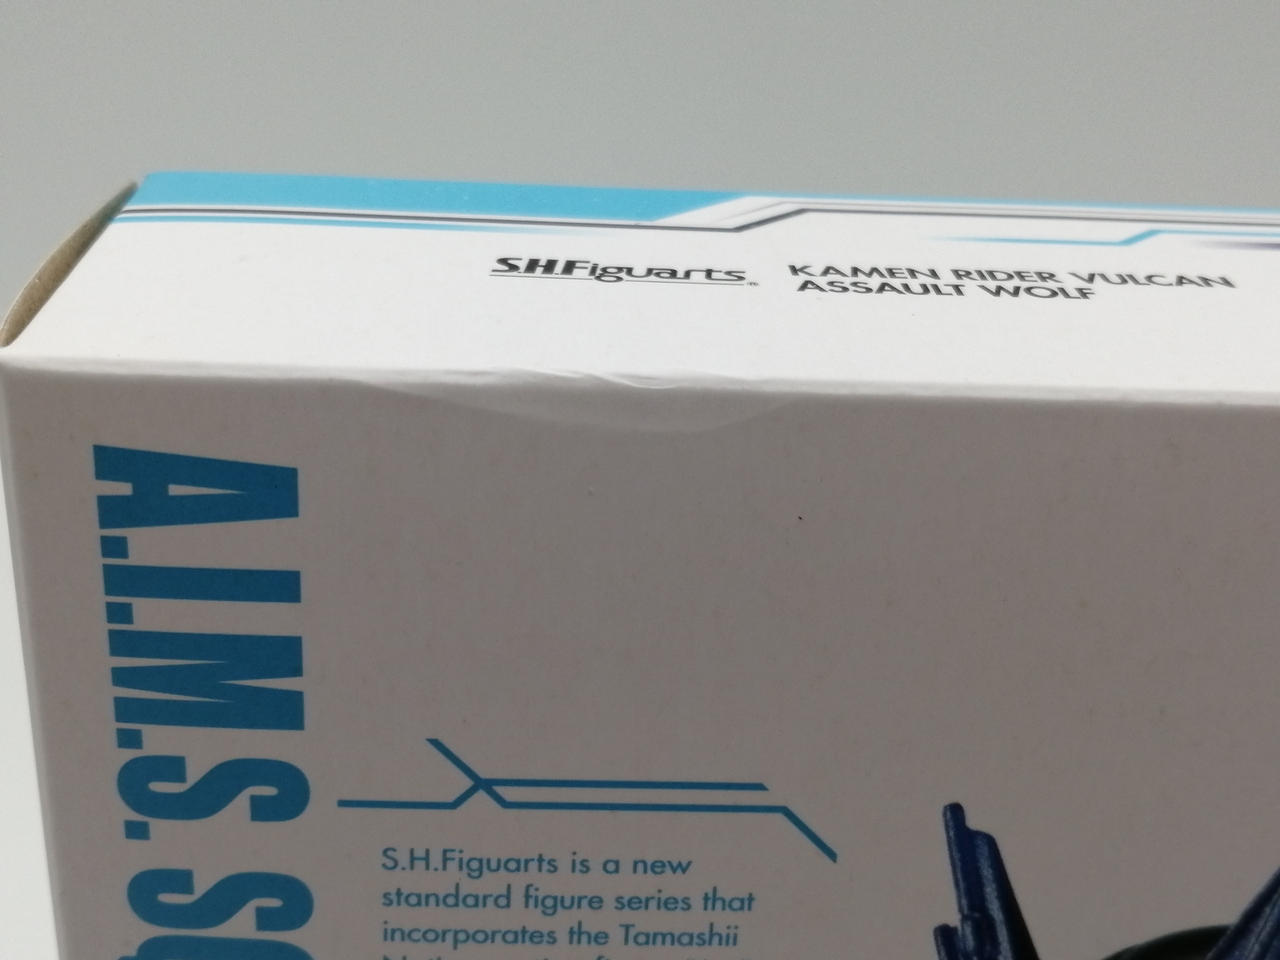 S.H.Figuarts®
KAMEN RIDER VULCAN
ASSAULT WOLF
A.I.M.S.
S.H.Figuarts is a new
standard figure series that
incorporates the Tamashii